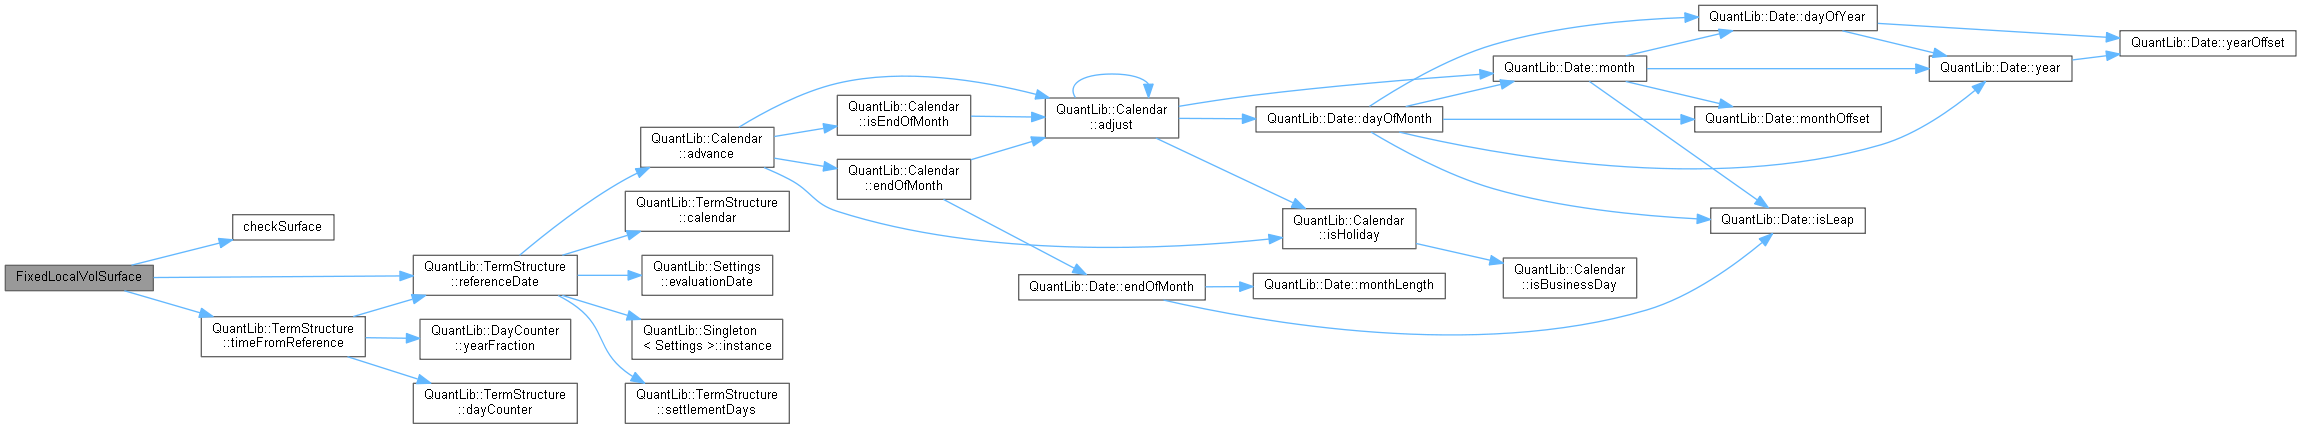 FixedLocalVolSurface
checkSurface
QuantLib::TermStructure
::timeFromReference
QuantLib::TermStructure
::referenceDate
QuantLib::DayCounter
::yearFraction
QuantLib::TermStructure
::dayCounter
QuantLib::Calendar
::advance
QuantLib::TermStructure
::calendar
QuantLib::Settings
::evaluationDate
QuantLib::Singleton
< Settings >::instance
QuantLib::TermStructure
::settlementDays
QuantLib::Calendar
::isEndOfMonth
QuantLib::Calendar
::endOfMonth
QuantLib::Calendar
::adjust
QuantLib::Date::endOfMonth
QuantLib::Date::dayOfMonth
QuantLib::Calendar
::isHoliday
QuantLib::Date::monthLength
QuantLib::Date::month
QuantLib::Calendar
::isBusinessDay
QuantLib::Date::dayOfYear
QuantLib::Date::monthOffset
QuantLib::Date::isLeap
QuantLib::Date::year
QuantLib::Date::yearOffset